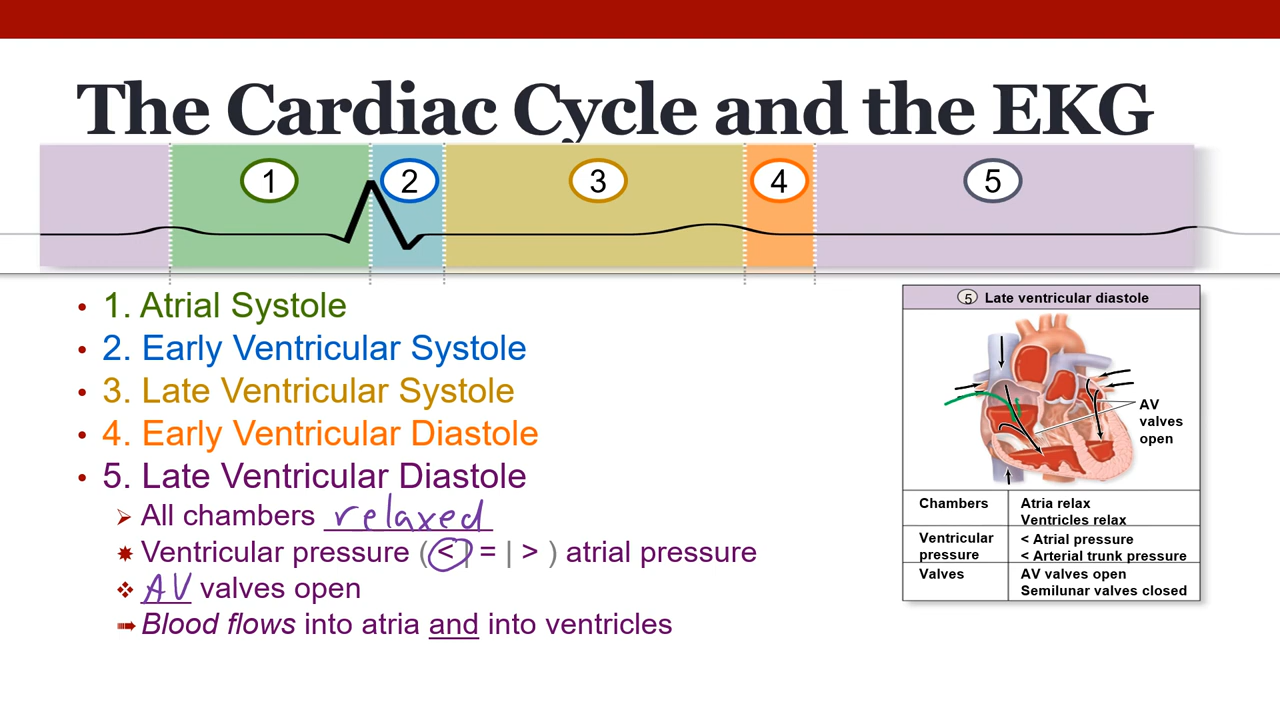 The Cardiac Cycle and the EKG
1 2 3 4 5
• 1. Atrial Systole
• 2. Early Ventricular Systole
• 3. Late Ventricular Systole
• 4. Early Ventricular Diastole
• 5. Late Ventricular Diastole
All chambers relaxed
Ventricular pressure ( < | = | > ) atrial pressure
AV valves open
Blood flows into atria and into ventricles
5 Late ventricular diastole
AV
valves
open
Chambers Atria relax
Ventricles relax
Ventricular < Atrial pressure
pressure < Arterial trunk pressure
Valves AV valves open
Semilunar valves closed